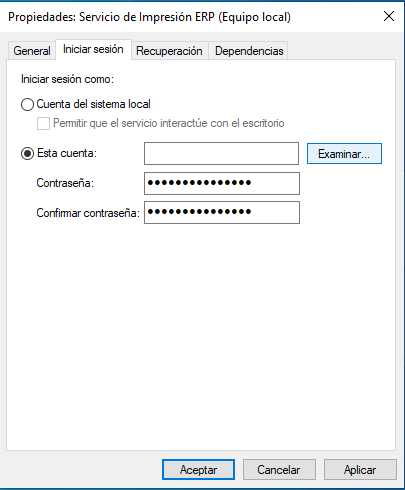 Propiedades: Servicio de Impresión ERP (Equipo local)
General Iniciar sesión Recuperación Dependencias
Iniciar sesión como:
Cuenta del sistema local
Permitir que el servicio interactúe con el escritorio
Esta cuenta: Examinar...
Contraseña: •••••••••••••••
Confirmar contraseña: •••••••••••••••
Aceptar Cancelar Aplicar